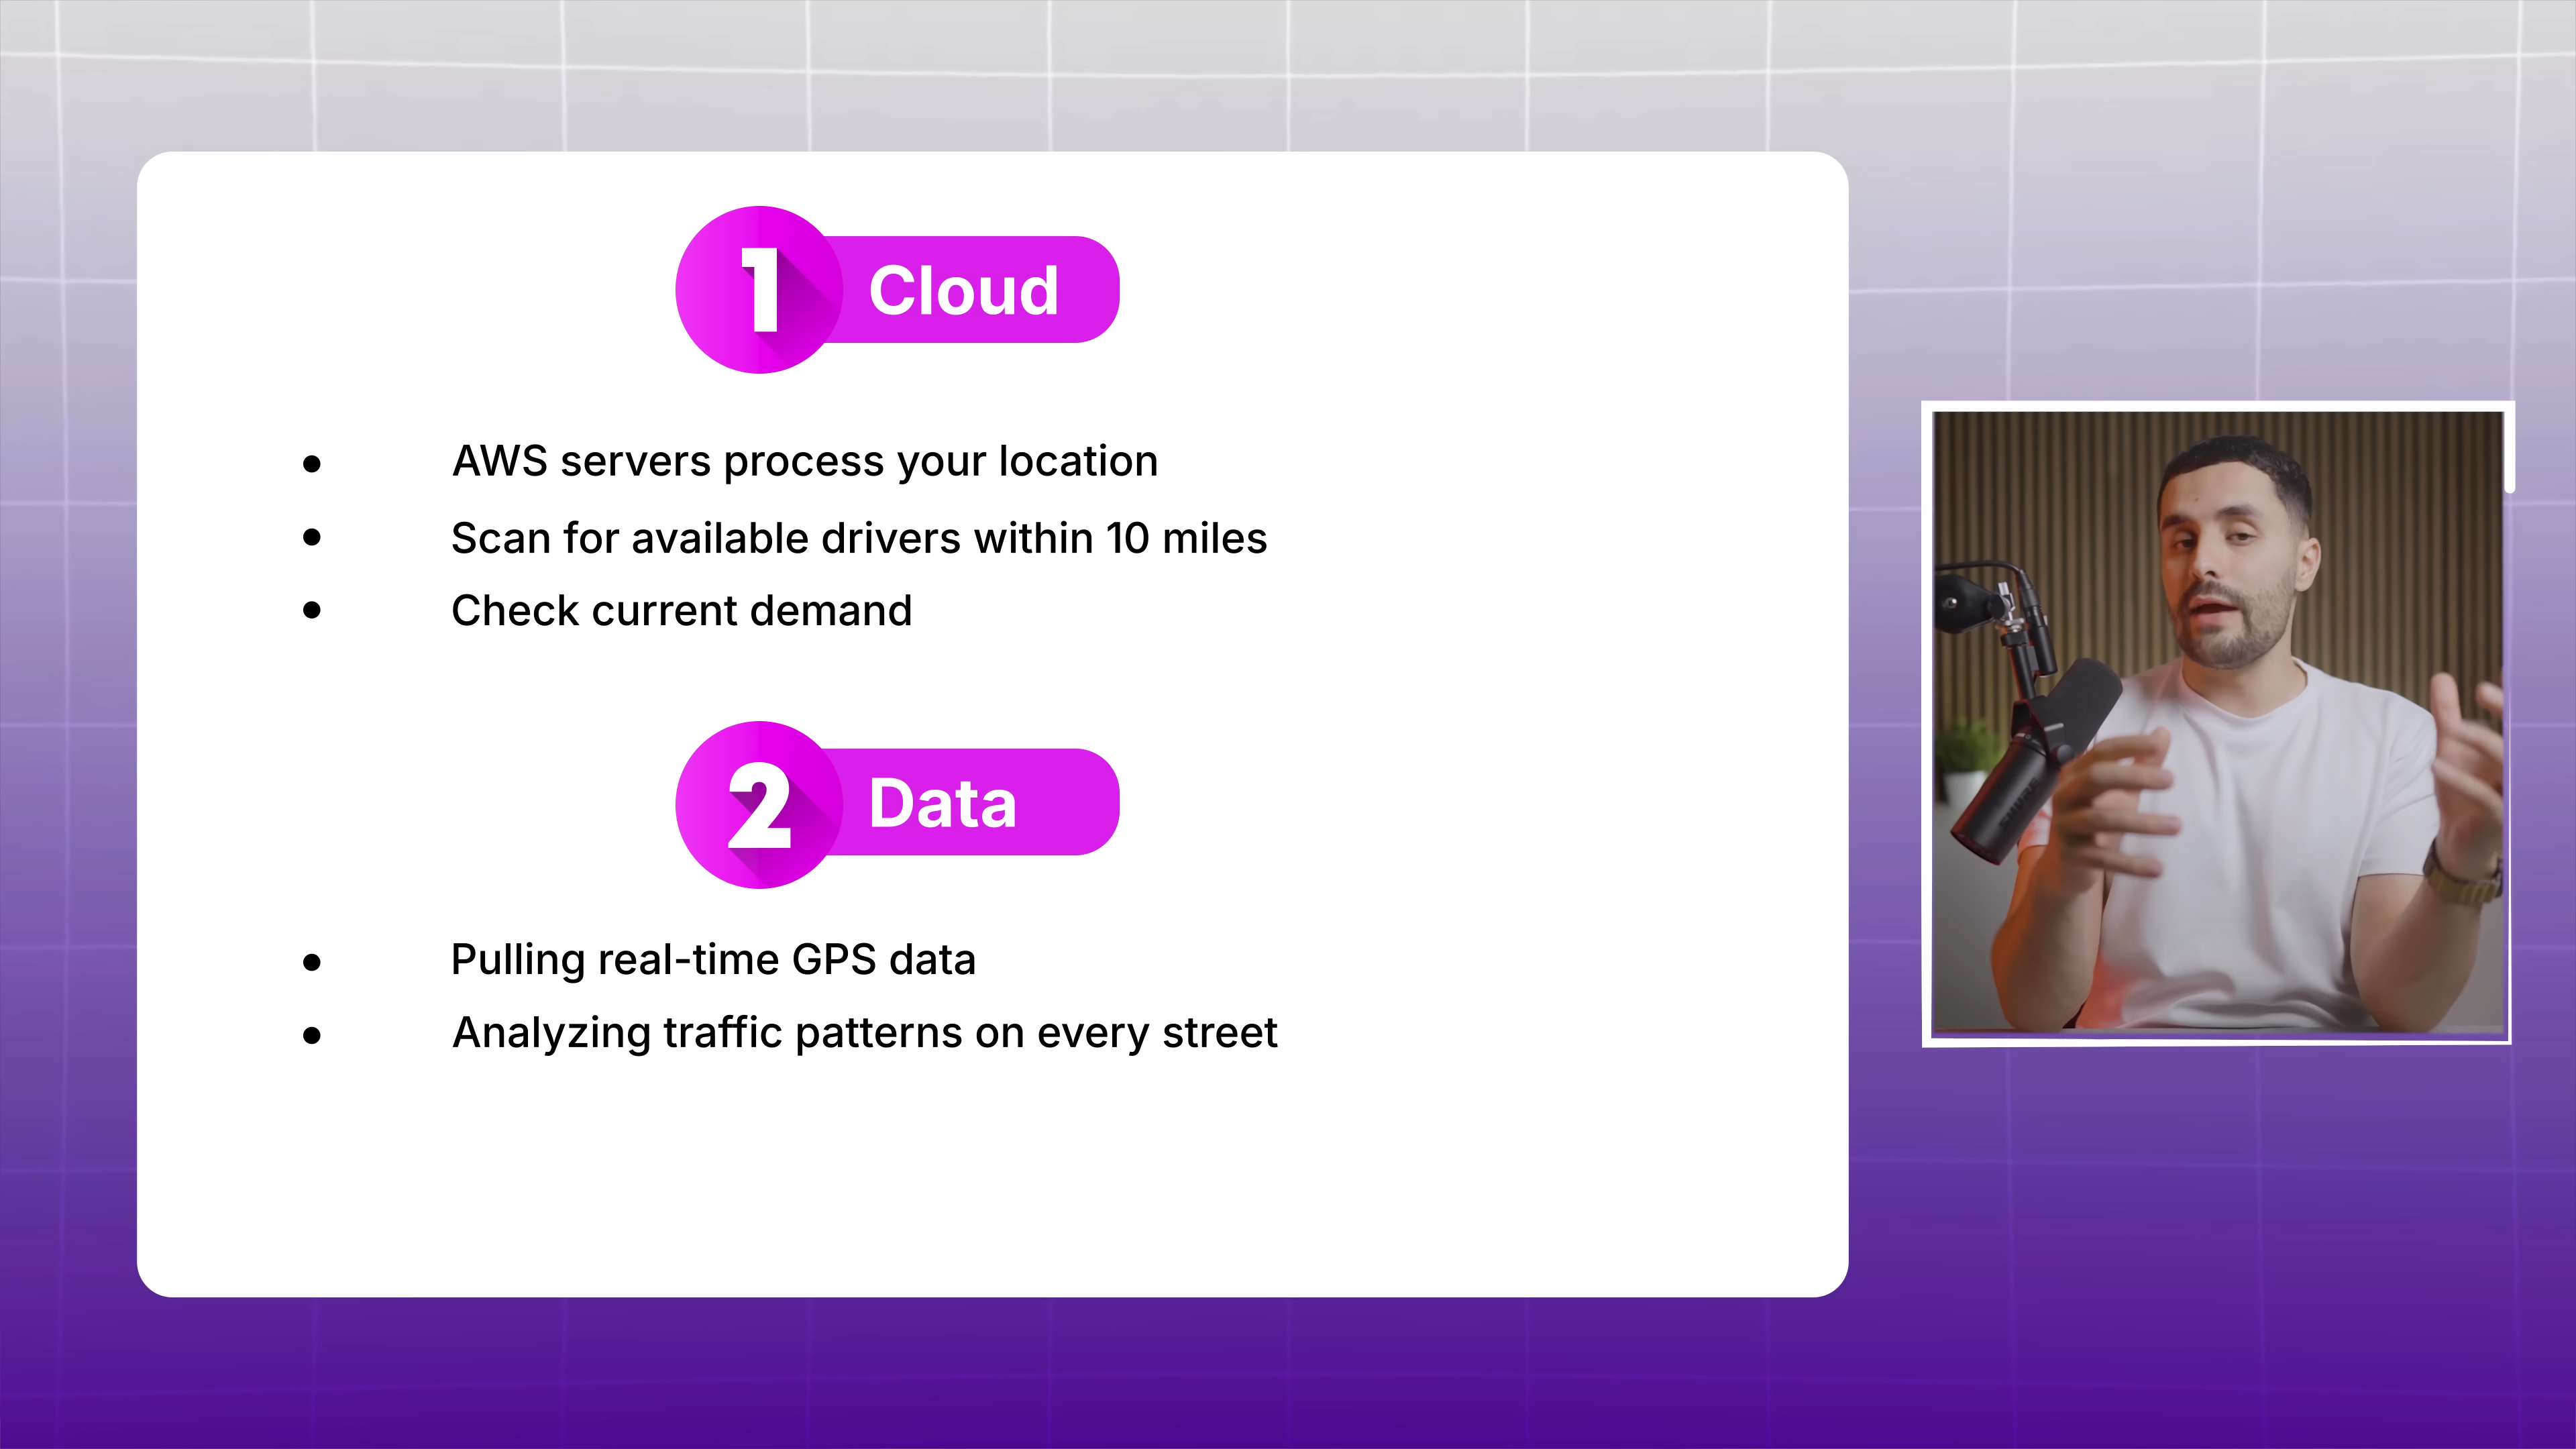 1 Cloud
AWS servers process your location
Scan for available drivers within 10 miles
Check current demand
2 Data
Pulling real-time GPS data
Analyzing traffic patterns on every street